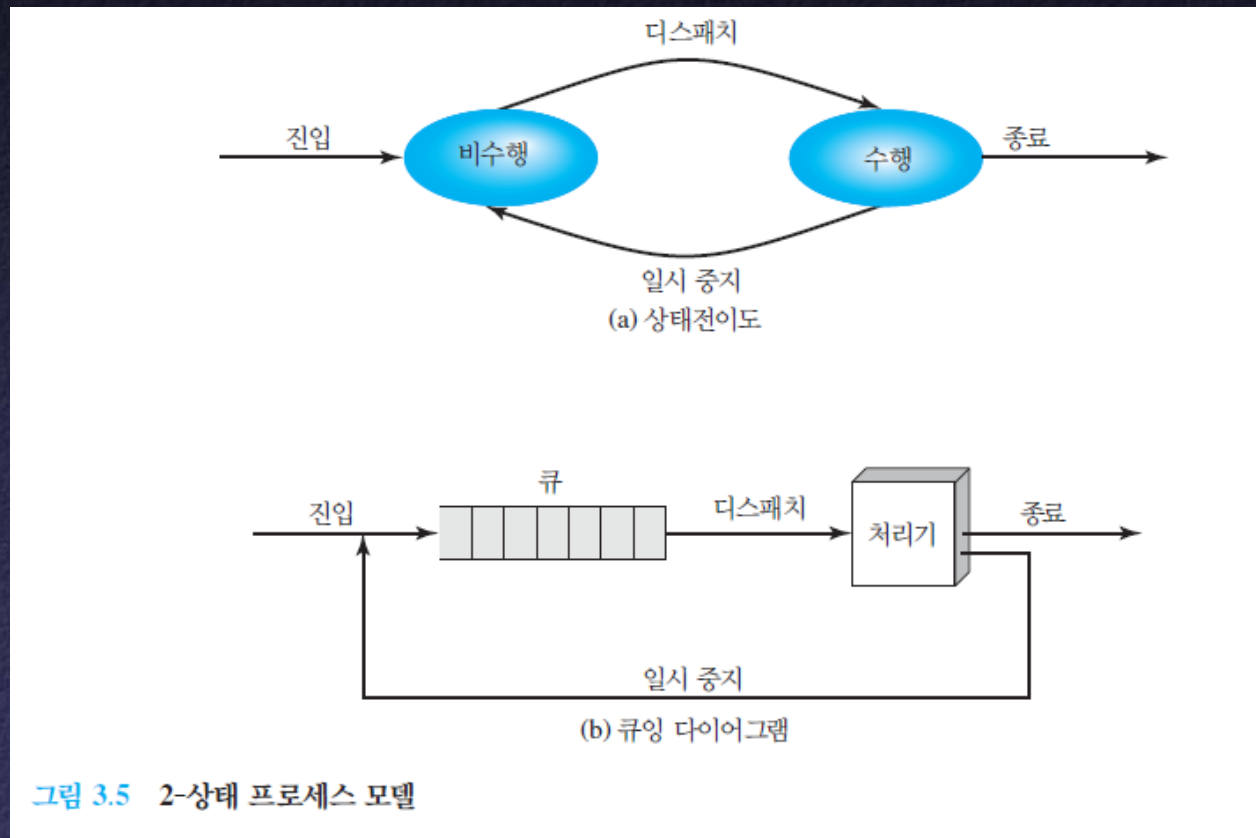 디스패치
진입
비수행
수행
종료
일시 중지
(a) 상태전이도
큐
진입
디스패치
처리기
종료
일시 중지
(b) 큐잉 다이어그램
그림 3.5 2-상태 프로세스 모델